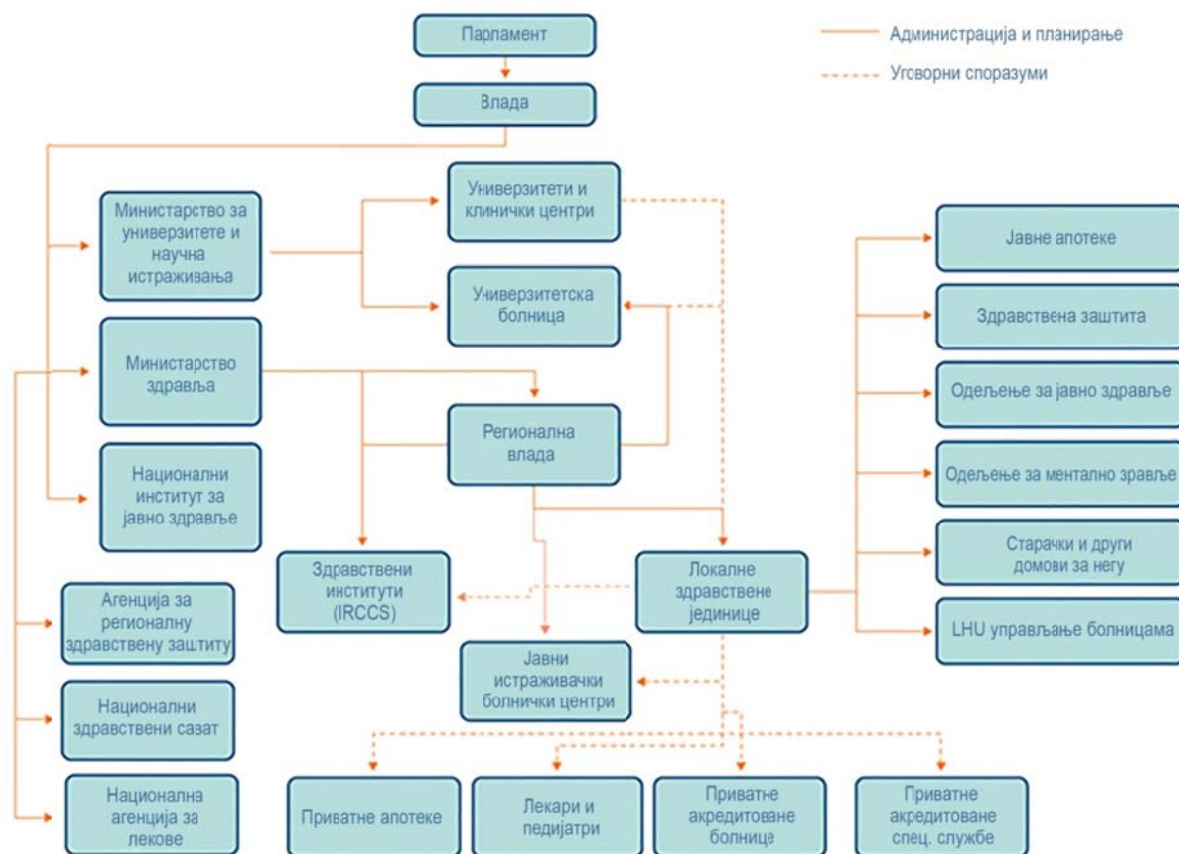 Парламент
Влада
Администрација и планирање
Уговорни споразуми
Министарство за
универзитете и
научна
истраживања
Универзитети и
клинички центри
Универзитетска
болница
Министарство
здравља
Регионална
влада
Национални
институт за
јавно здравље
Здравствени
институти
(IRCCS)
Локалне
здравствене
јединице
Јавне апотеке
Здравствена заштита
Одељење за јавно здравље
Одељење за ментално зравље
Старачки и други
домови за негу
LHU управљање болницама
Агенција за
регионалну
здравствену заштиту
Јавни
истраживачки
болнички центри
Национални
здравствени сазат
Национална
агенција за
лекове
Приватне апотеке
Лекари и
педијатри
Приватне
акредитоване
болнице
Приватне
акредитоване
спец. службе